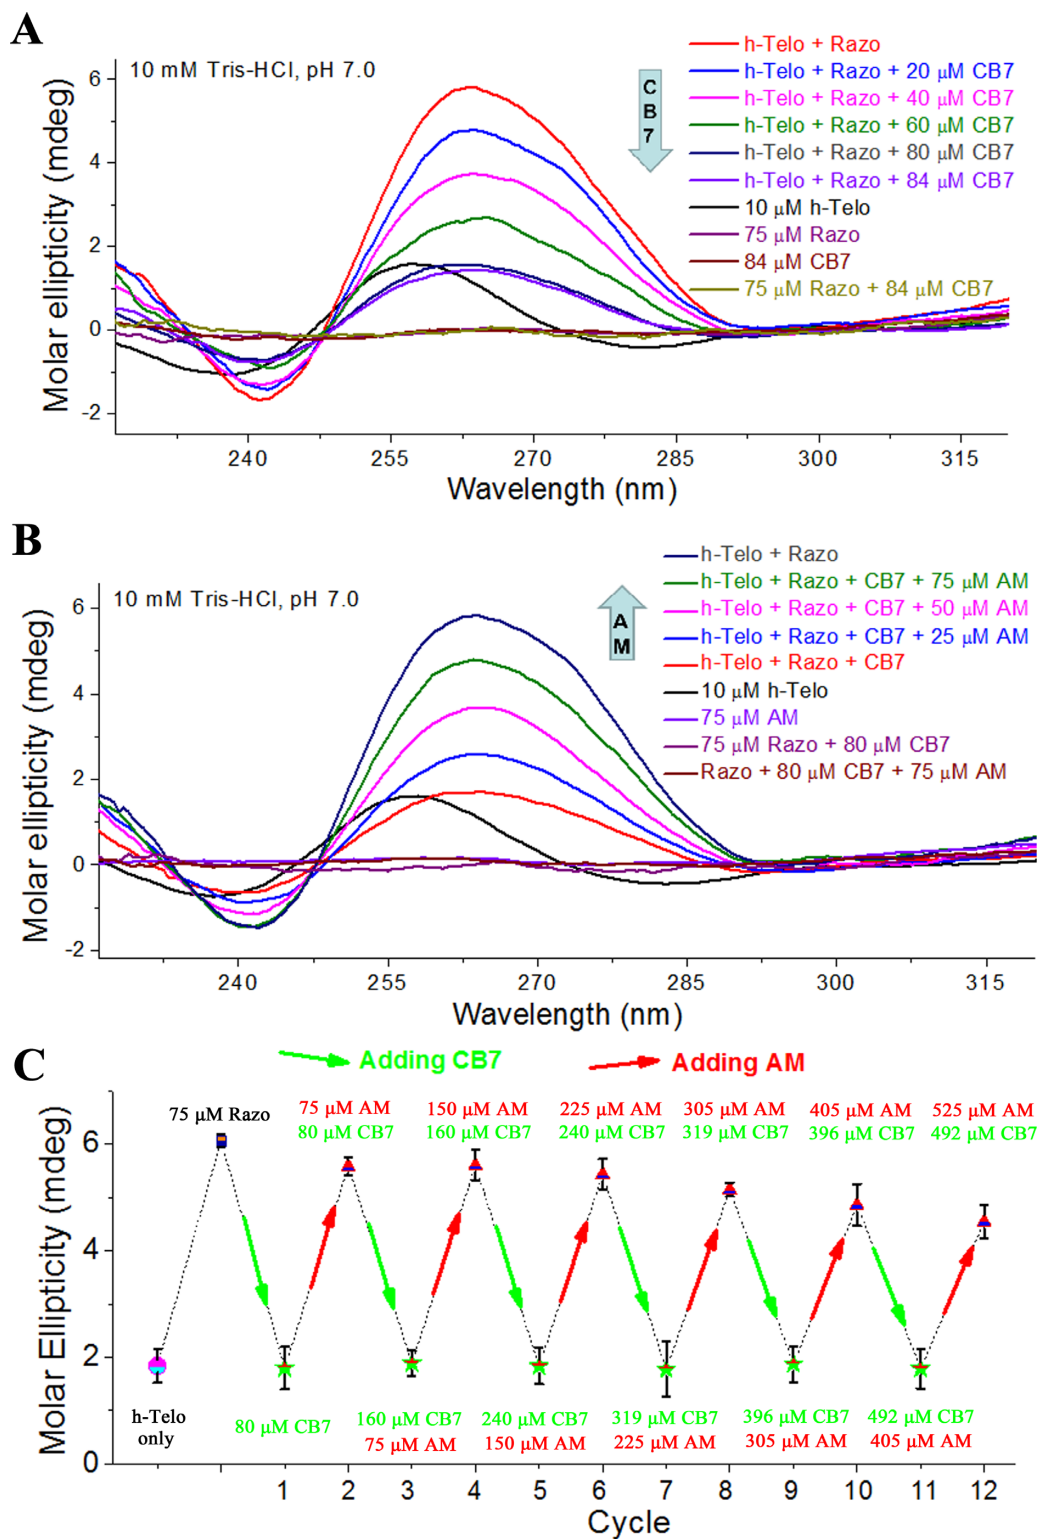 A
10 mM Tris-HCl, pH 7.0
CB7
h-Telo + Razo
h-Telo + Razo + 20 μM CB7
h-Telo + Razo + 40 μM CB7
h-Telo + Razo + 60 μM CB7
h-Telo + Razo + 80 μM CB7
h-Telo + Razo + 84 μM CB7
10 μM h-Telo
75 μM Razo
84 μM CB7
75 μM Razo + 84 μM CB7
Molar ellipticity (mdeg)
6
4
2
0
-2
240 255 270 285 300 315
Wavelength (nm)
B
10 mM Tris-HCl, pH 7.0
AM
h-Telo + Razo
h-Telo + Razo + CB7 + 75 μM AM
h-Telo + Razo + CB7 + 50 μM AM
h-Telo + Razo + CB7 + 25 μM AM
h-Telo + Razo + CB7
10 μM h-Telo
75 μM AM
75 μM Razo + 80 μM CB7
Razo + 80 μM CB7 + 75 μM AM
Molar ellipticity (mdeg)
6
4
2
0
-2
240 255 270 285 300 315
Wavelength (nm)
C
Adding CB7 Adding AM
75 μM Razo
75 μM AM 150 μM AM 225 μM AM 305 μM AM 405 μM AM 525 μM AM
80 μM CB7 160 μM CB7 240 μM CB7 319 μM CB7 396 μM CB7 492 μM CB7
Molar Ellipticity (mdeg)
6
4
2
0
h-Telo
only
80 μM CB7 160 μM CB7 240 μM CB7 319 μM CB7 396 μM CB7 492 μM CB7
75 μM AM 150 μM AM 225 μM AM 305 μM AM 405 μM AM
1 2 3 4 5 6 7 8 9 10 11 12
Cycle